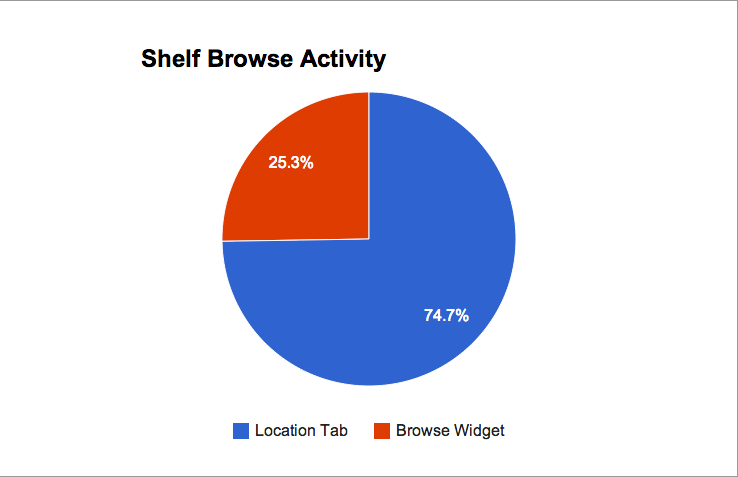 Shelf Browse Activity
25.3%
74.7%
Location Tab
Browse Widget